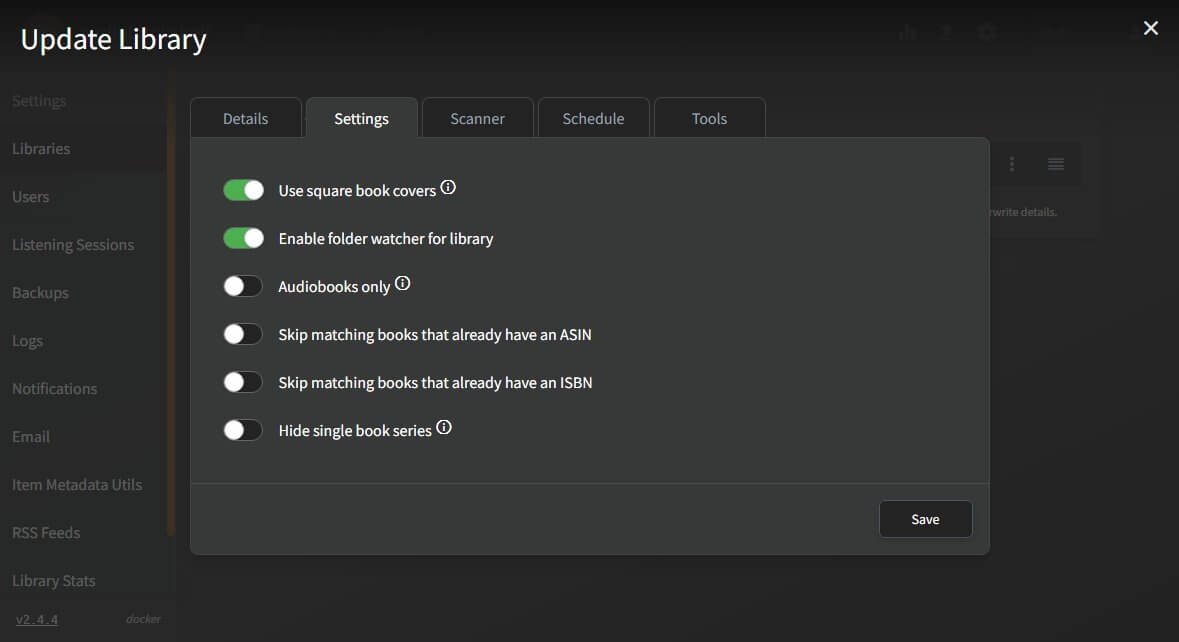 Update Library
Settings
Libraries
Users
Listening Sessions
Backups
Logs
Notifications
Email
Item Metadata Utils
RSS Feeds
Library Stats
v2.4.4 docker
Details Settings Scanner Schedule Tools
Use square book covers
Enable folder watcher for library
Audiobooks only
Skip matching books that already have an ASIN
Skip matching books that already have an ISBN
Hide single book series
Save
details.